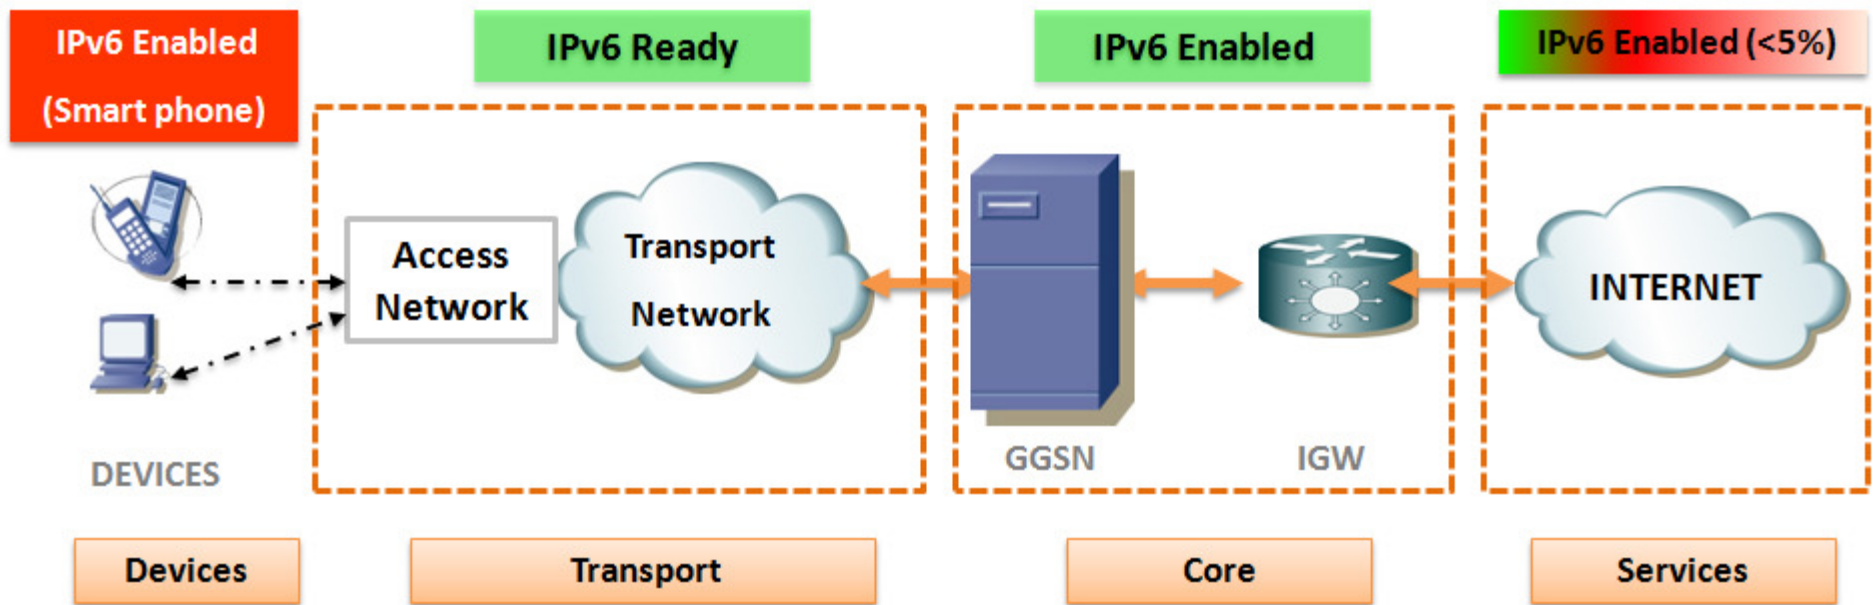 IPv6 Enabled
(Smart phone)
IPv6 Ready
IPv6 Enabled
IPv6 Enabled (<5%)
Access
Network
Transport
Network
INTERNET
DEVICES
GGSN
IGW
Devices
Transport
Core
Services